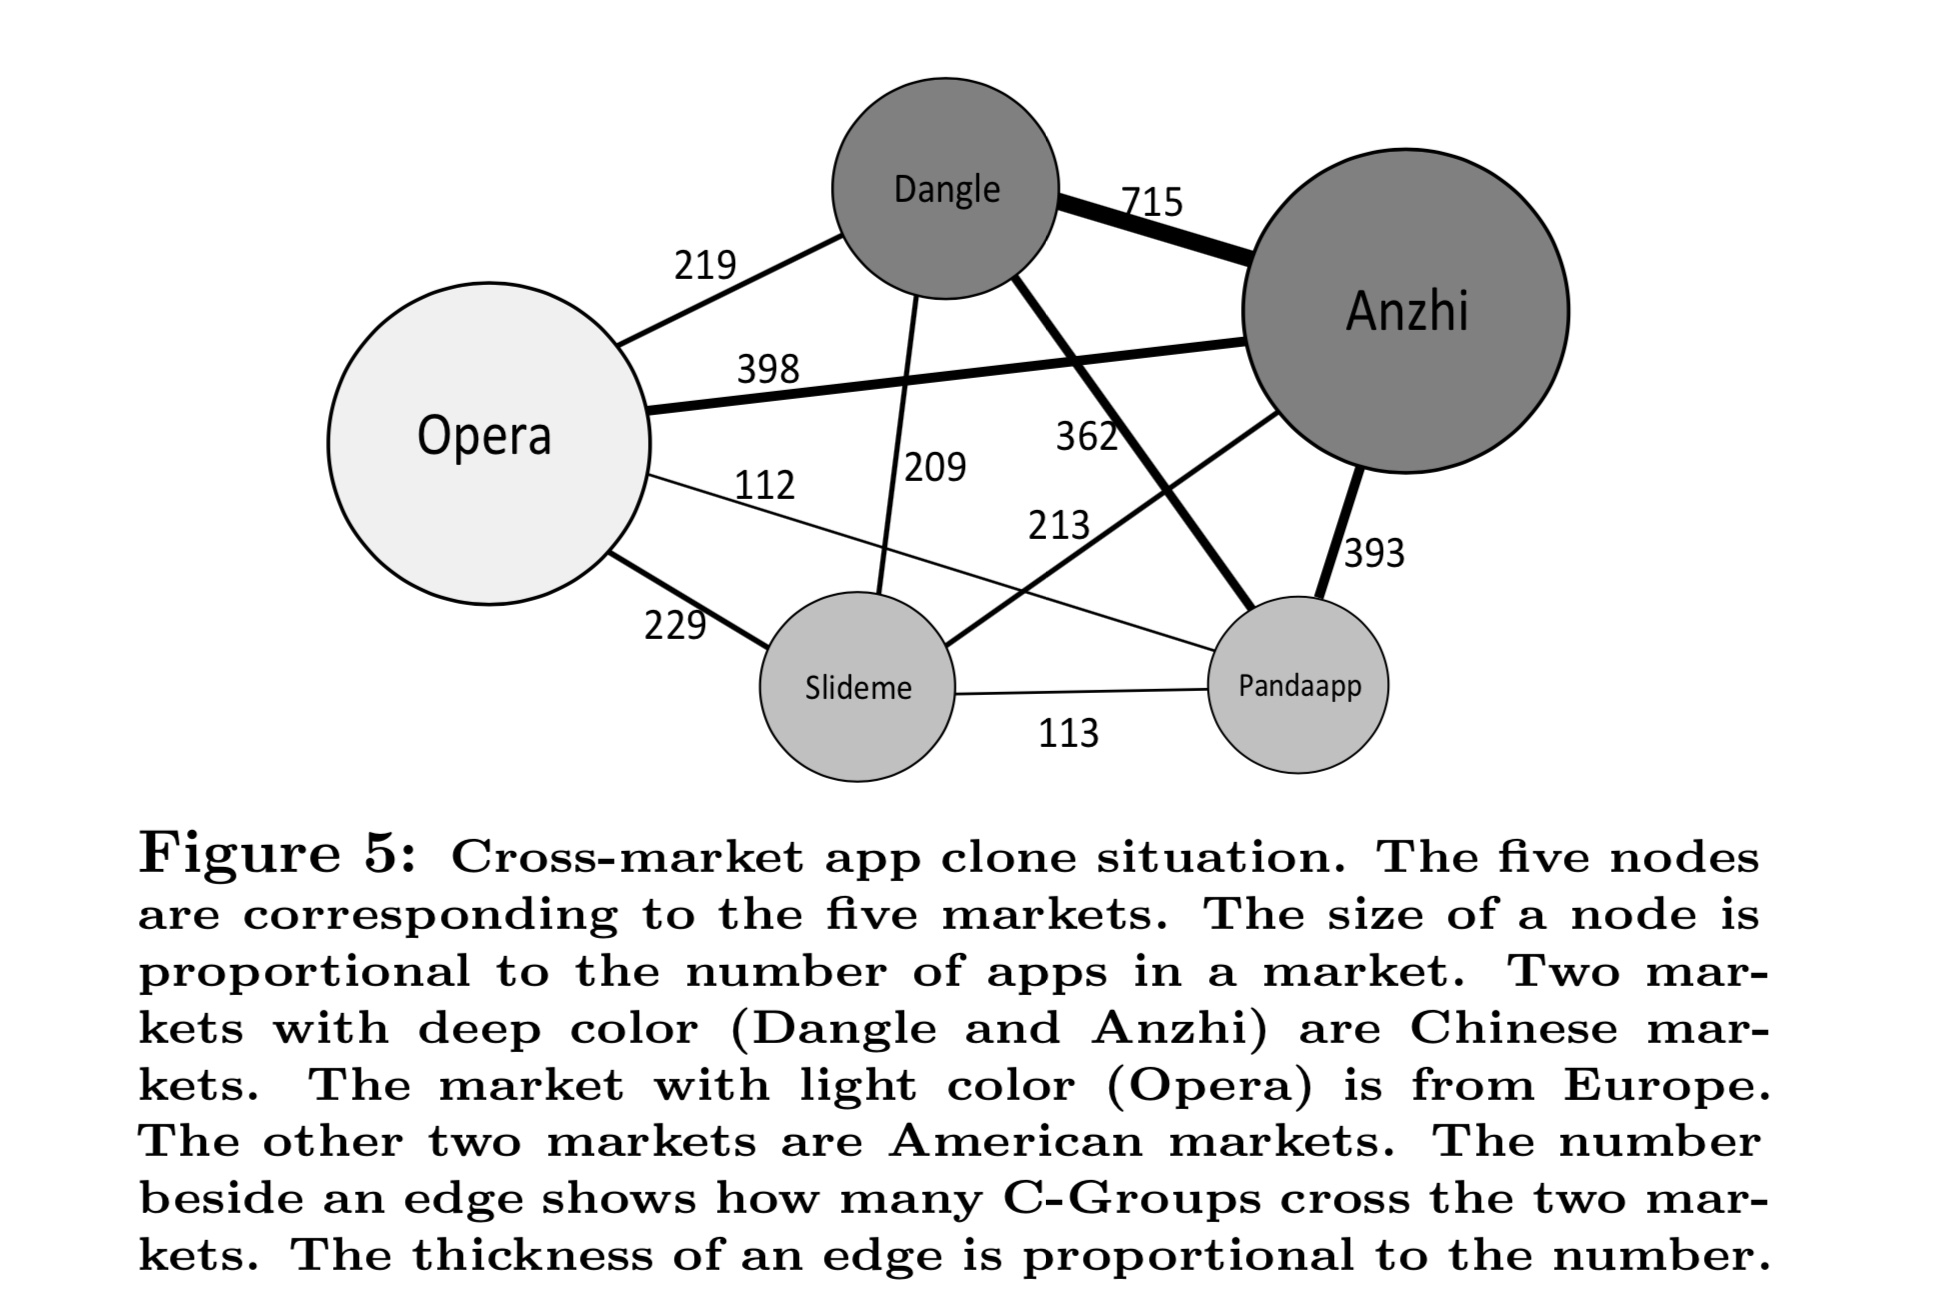 Dangle
715
Anzhi
219
398
Opera
362
209
112
213
393
229
Slideme
Pandaapp
113
Figure 5: Cross-market app clone situation. The five nodes
are corresponding to the five markets. The size of a node is
proportional to the number of apps in a market. Two mar-
kets with deep color (Dangle and Anzhi) are Chinese mar-
kets. The market with light color (Opera) is from Europe.
The other two markets are American markets. The number
beside an edge shows how many C-Groups cross the two mar-
kets. The thickness of an edge is proportional to the number.